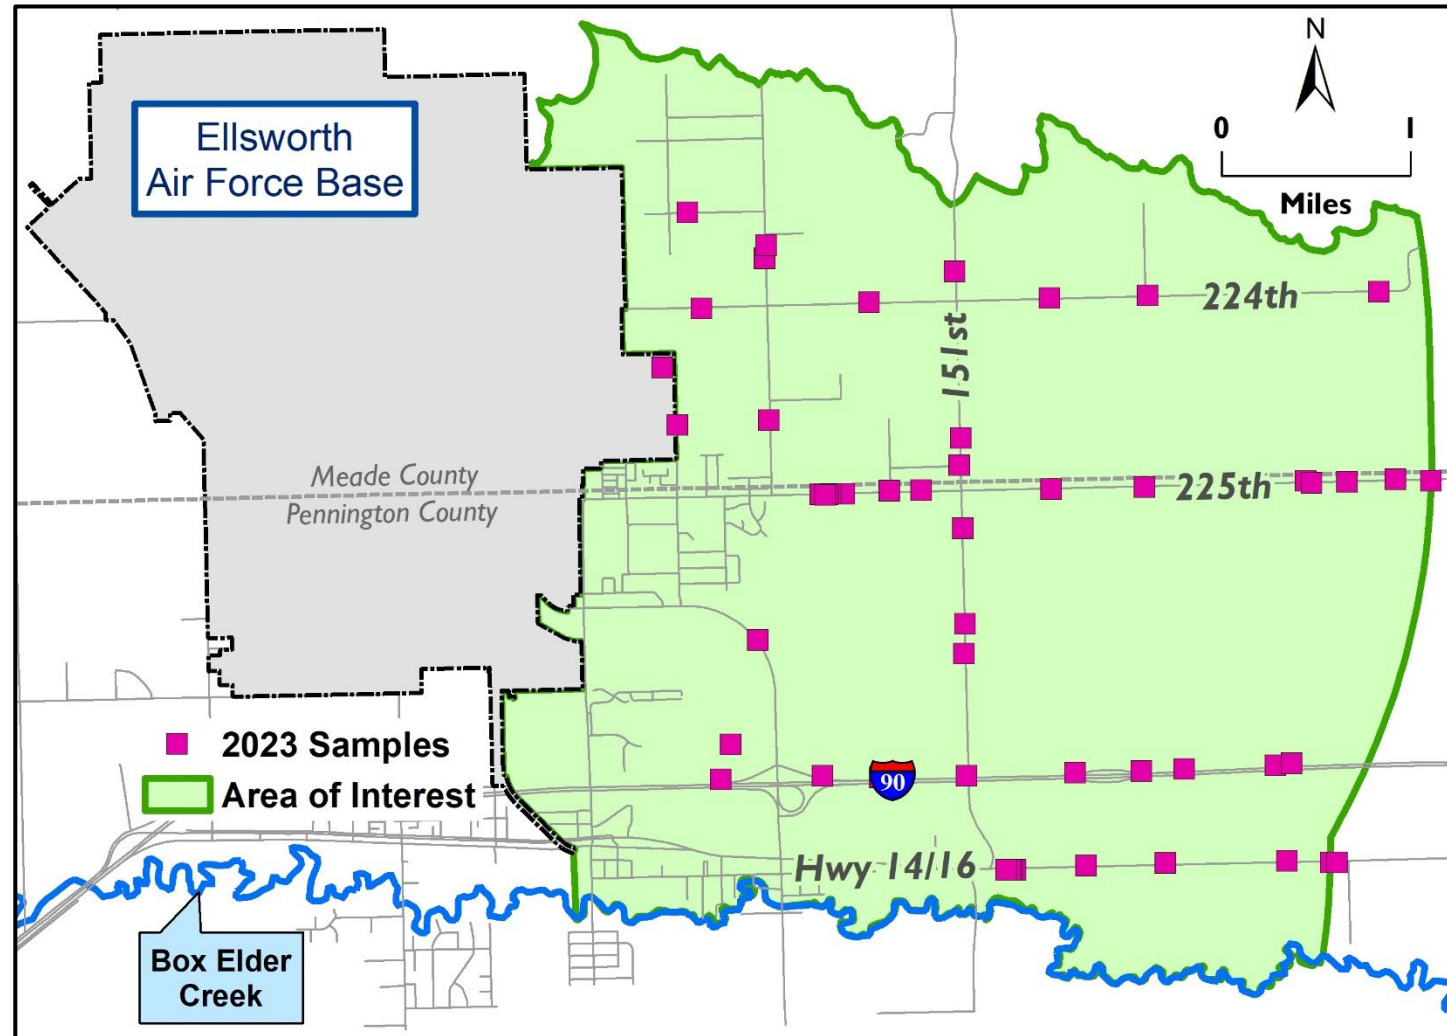 N
0 1
Miles
Ellsworth
Air Force Base
224th
151st
Meade County
Pennington County
225th
2023 Samples
Area of Interest
90
Hwy 14/16
Box Elder
Creek